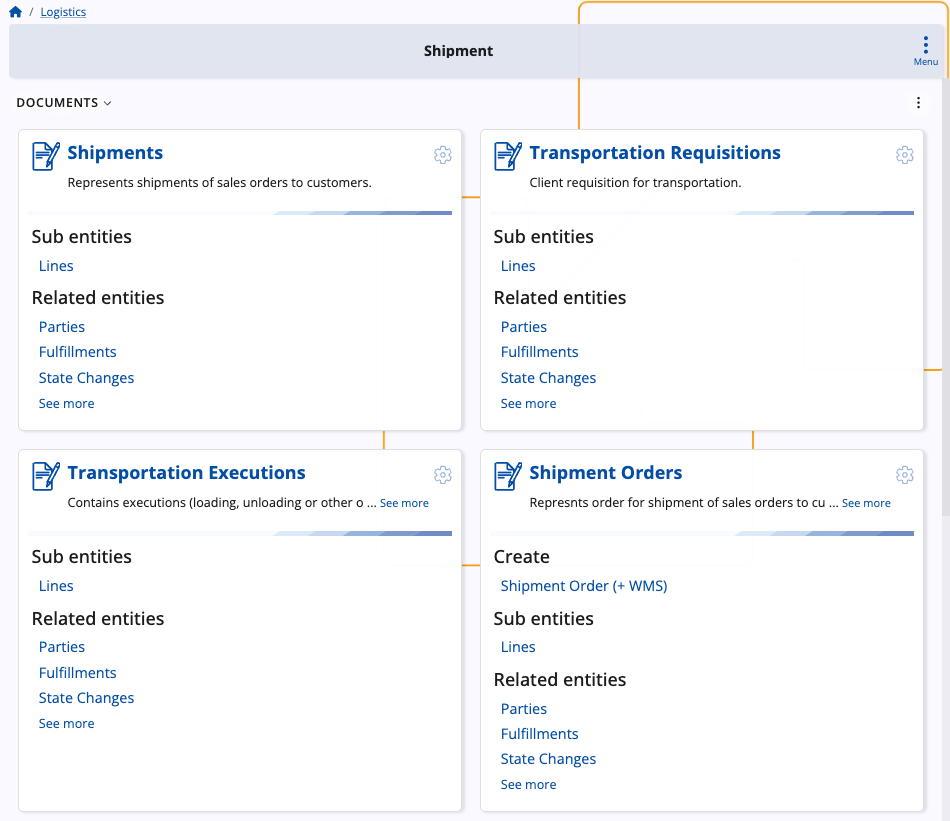 / Logistics
Shipment
Menu
DOCUMENTS
Shipments
Represents shipments of sales orders to customers.
Sub entities
Lines
Related entities
Parties
Fulfillments
State Changes
See more
Transportation Requisitions
Client requisition for transportation.
Sub entities
Lines
Related entities
Parties
Fulfillments
State Changes
See more
Transportation Executions
Contains executions (loading, unloading or other o ... See more
Sub entities
Lines
Related entities
Parties
Fulfillments
State Changes
See more
Shipment Orders
Represnts order for shipment of sales orders to cu ... See more
Create
Shipment Order (+ WMS)
Sub entities
Lines
Related entities
Parties
Fulfillments
State Changes
See more